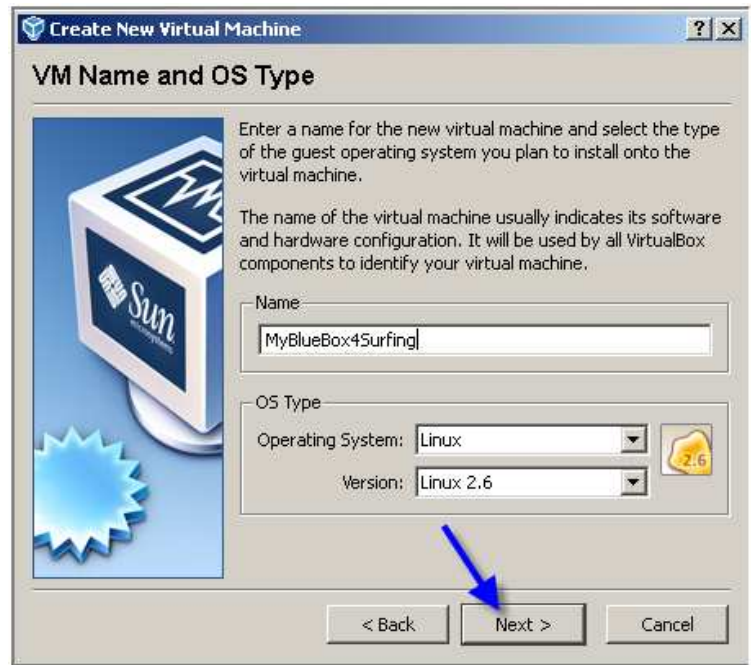 Create New Virtual Machine
VM Name and OS Type
Enter a name for the new virtual machine and select the type
of the guest operating system you plan to install onto the
virtual machine.
The name of the virtual machine usually indicates its software
and hardware configuration. It will be used by all VirtualBox
components to identify your virtual machine.
Sun
microsystems
Name
MyBlueBox4Surfing
OS Type
Operating System: Linux
2.6
Version: Linux 2.6
< Back Next > Cancel